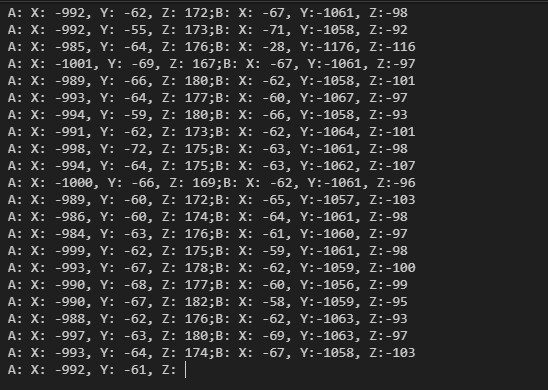 A: X: -992, Y: -62, Z: 172;B: X: -67, Y:-1061, Z:-98
A: X: -992, Y: -55, Z: 173;B: X: -71, Y:-1058, Z:-92
A: X: -985, Y: -64, Z: 176;B: X: -28, Y:-1176, Z:-116
A: X: -1001, Y: -69, Z: 167;B: X: -67, Y:-1061, Z:-97
A: X: -989, Y: -66, Z: 180;B: X: -62, Y:-1058, Z:-101
A: X: -993, Y: -64, Z: 177;B: X: -60, Y:-1067, Z:-97
A: X: -994, Y: -59, Z: 180;B: X: -66, Y:-1058, Z:-93
A: X: -991, Y: -62, Z: 173;B: X: -62, Y:-1064, Z:-101
A: X: -998, Y: -72, Z: 175;B: X: -63, Y:-1061, Z:-98
A: X: -994, Y: -64, Z: 175;B: X: -63, Y:-1062, Z:-107
A: X: -1000, Y: -66, Z: 169;B: X: -62, Y:-1061, Z:-96
A: X: -989, Y: -60, Z: 172;B: X: -65, Y:-1057, Z:-103
A: X: -986, Y: -60, Z: 174;B: X: -64, Y:-1061, Z:-98
A: X: -984, Y: -63, Z: 176;B: X: -61, Y:-1060, Z:-97
A: X: -999, Y: -62, Z: 175;B: X: -59, Y:-1061, Z:-98
A: X: -993, Y: -67, Z: 178;B: X: -62, Y:-1059, Z:-100
A: X: -990, Y: -68, Z: 177;B: X: -60, Y:-1056, Z:-99
A: X: -990, Y: -67, Z: 182;B: X: -58, Y:-1059, Z:-95
A: X: -988, Y: -62, Z: 176;B: X: -62, Y:-1063, Z:-93
A: X: -997, Y: -63, Z: 180;B: X: -69, Y:-1063, Z:-97
A: X: -993, Y: -64, Z: 174;B: X: -67, Y:-1058, Z:-103
A: X: -992, Y: -61, Z: